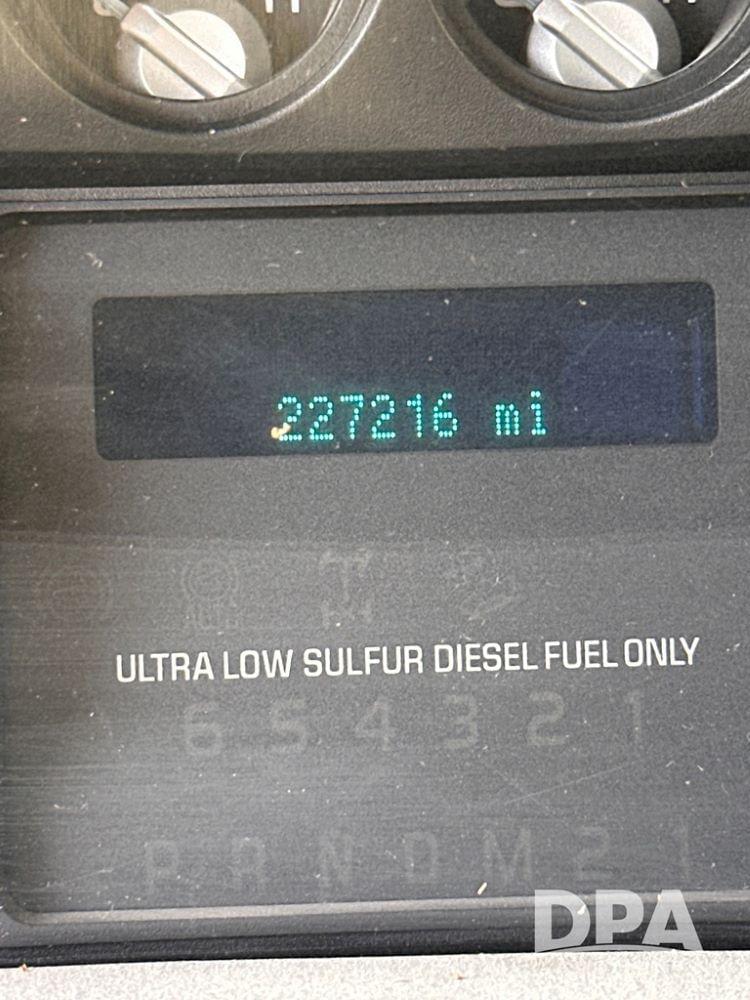 227216 mi
ULTRA LOW SULFUR DIESEL FUEL ONLY
6 5 4 3 2 1
P R N D M 2 1
DPA